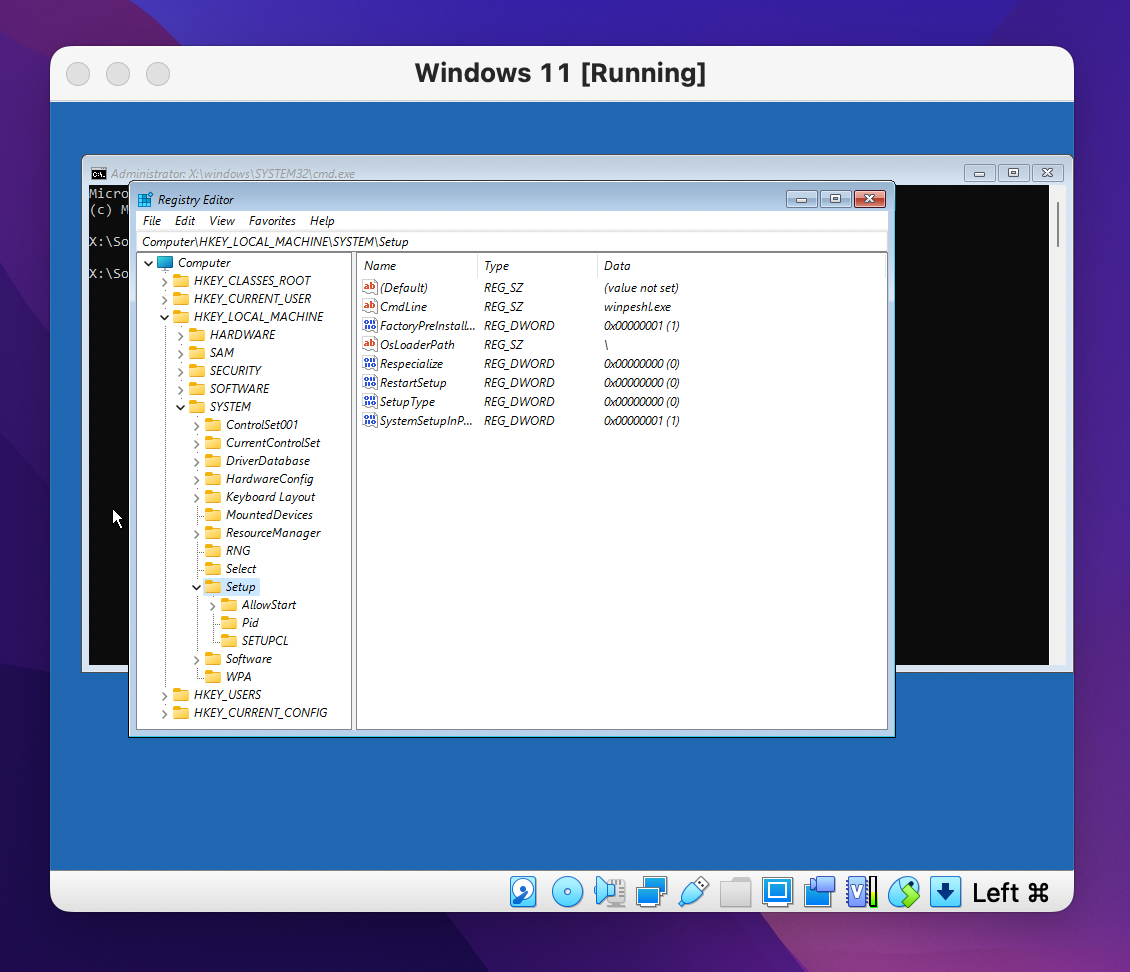 Windows 11 [Running]
Administrator: X:\windows\SYSTEM32\cmd.exe
Micro
(c) M
X:\So
X:\So
Registry Editor
File Edit View Favorites Help
Computer\HKEY_LOCAL_MACHINE\SYSTEM\Setup
Computer
HKEY_CLASSES_ROOT
HKEY_CURRENT_USER
HKEY_LOCAL_MACHINE
HARDWARE
SAM
SECURITY
SOFTWARE
SYSTEM
ControlSet001
CurrentControlSet
DriverDatabase
HardwareConfig
Keyboard Layout
MountedDevices
ResourceManager
RNG
Select
Setup
AllowStart
Pid
SETUPCL
Software
WPA
HKEY_USERS
HKEY_CURRENT_CONFIG
Name Type Data
(Default) REG_SZ (value not set)
CmdLine REG_SZ winpeshl.exe
FactoryPreInstall... REG_DWORD 0x00000001 (1)
OsLoaderPath REG_SZ \
Respecialize REG_DWORD 0x00000000 (0)
RestartSetup REG_DWORD 0x00000000 (0)
SetupType REG_DWORD 0x00000000 (0)
SystemSetupInP... REG_DWORD 0x00000001 (1)
Left ⌘